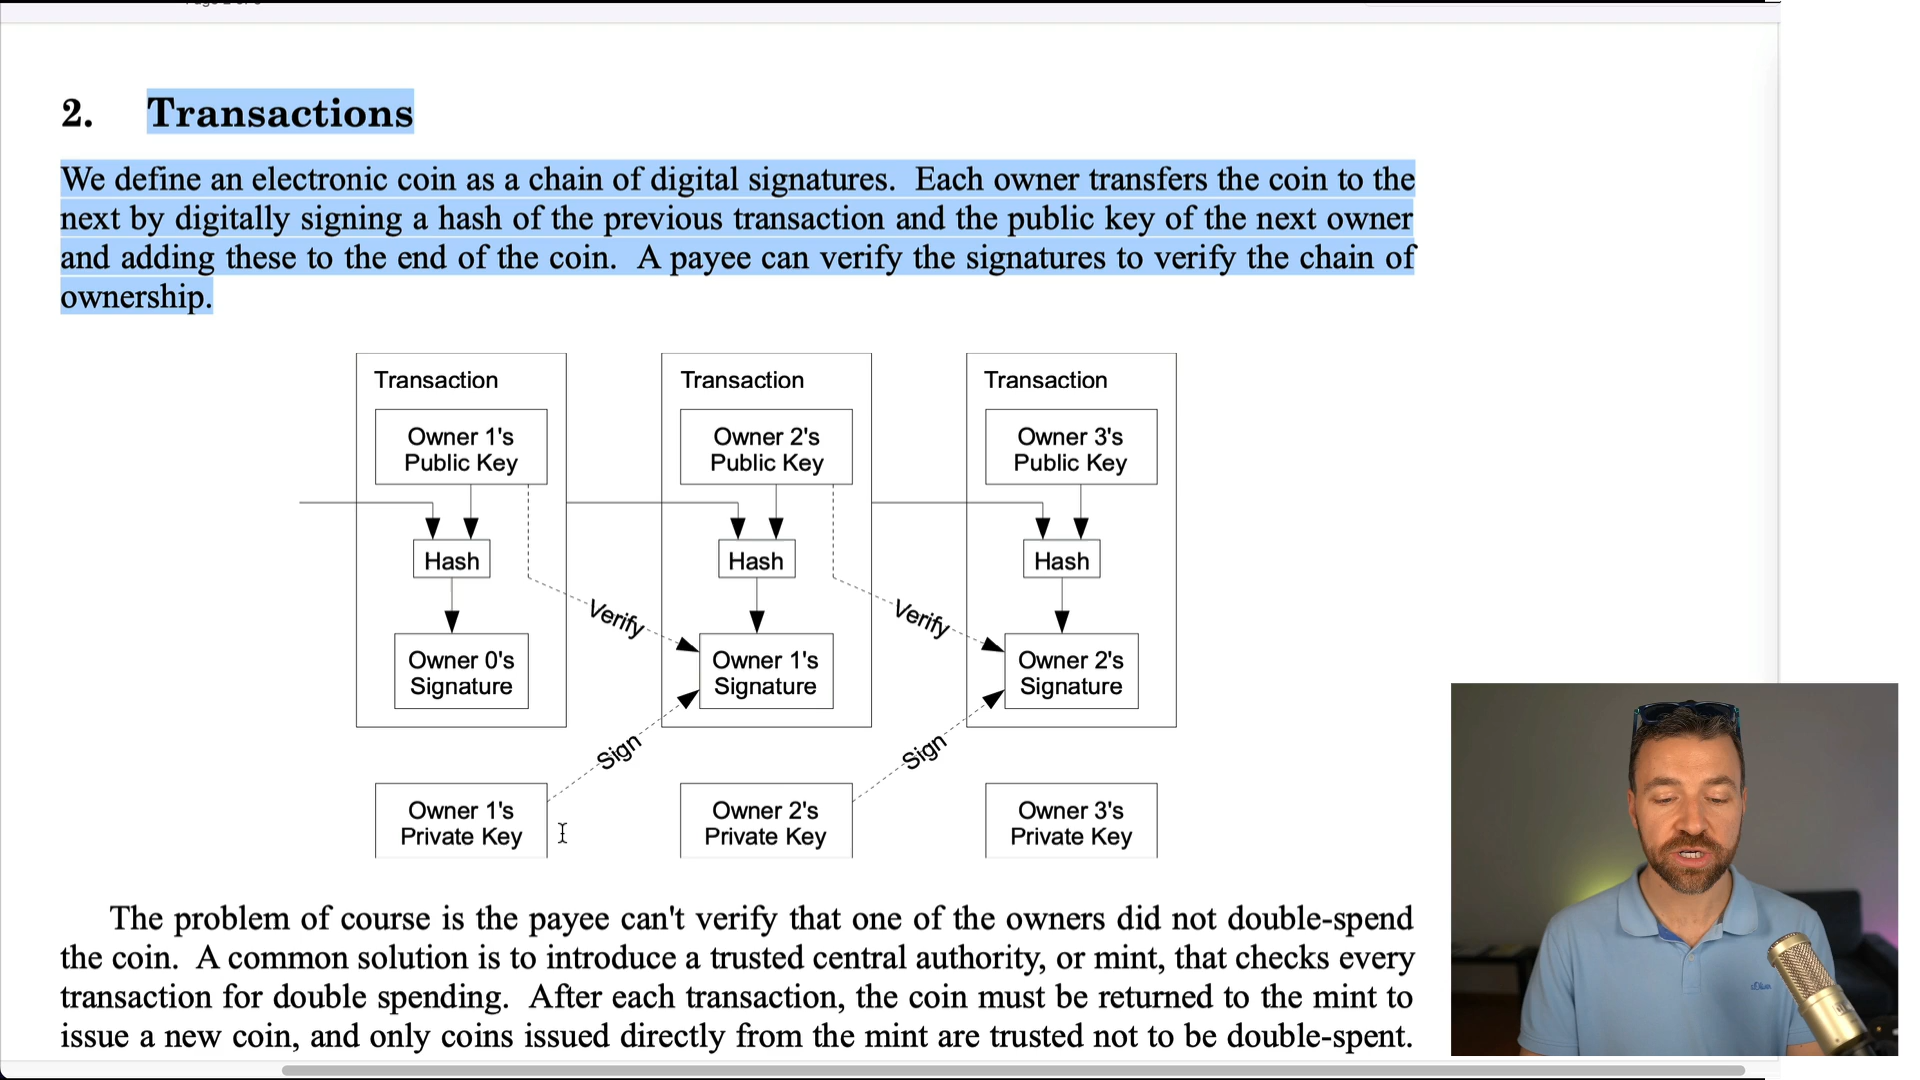 2. Transactions
We define an electronic coin as a chain of digital signatures. Each owner transfers the coin to the
next by digitally signing a hash of the previous transaction and the public key of the next owner
and adding these to the end of the coin. A payee can verify the signatures to verify the chain of
ownership.
Transaction
Transaction
Transaction
Owner 1's
Public Key
Owner 2's
Public Key
Owner 3's
Public Key
Hash
Hash
Hash
Verify
Verify
Owner 0's
Signature
Owner 1's
Signature
Owner 2's
Signature
Sign
Sign
Owner 1's
Private Key
Owner 2's
Private Key
Owner 3's
Private Key
The problem of course is the payee can't verify that one of the owners did not double-spend
the coin. A common solution is to introduce a trusted central authority, or mint, that checks every
transaction for double spending. After each transaction, the coin must be returned to the mint to
issue a new coin, and only coins issued directly from the mint are trusted not to be double-spent.
s.Oliver